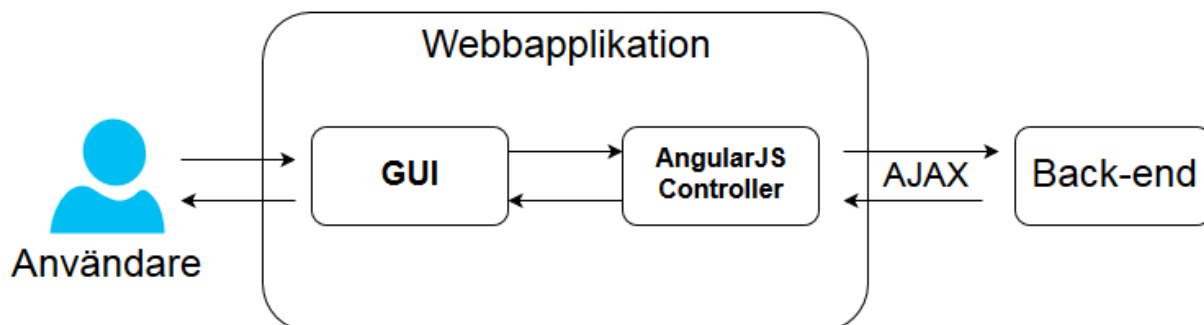 Webbapplikation
GUI
AngularJS
Controller
AJAX
Back-end
Användare